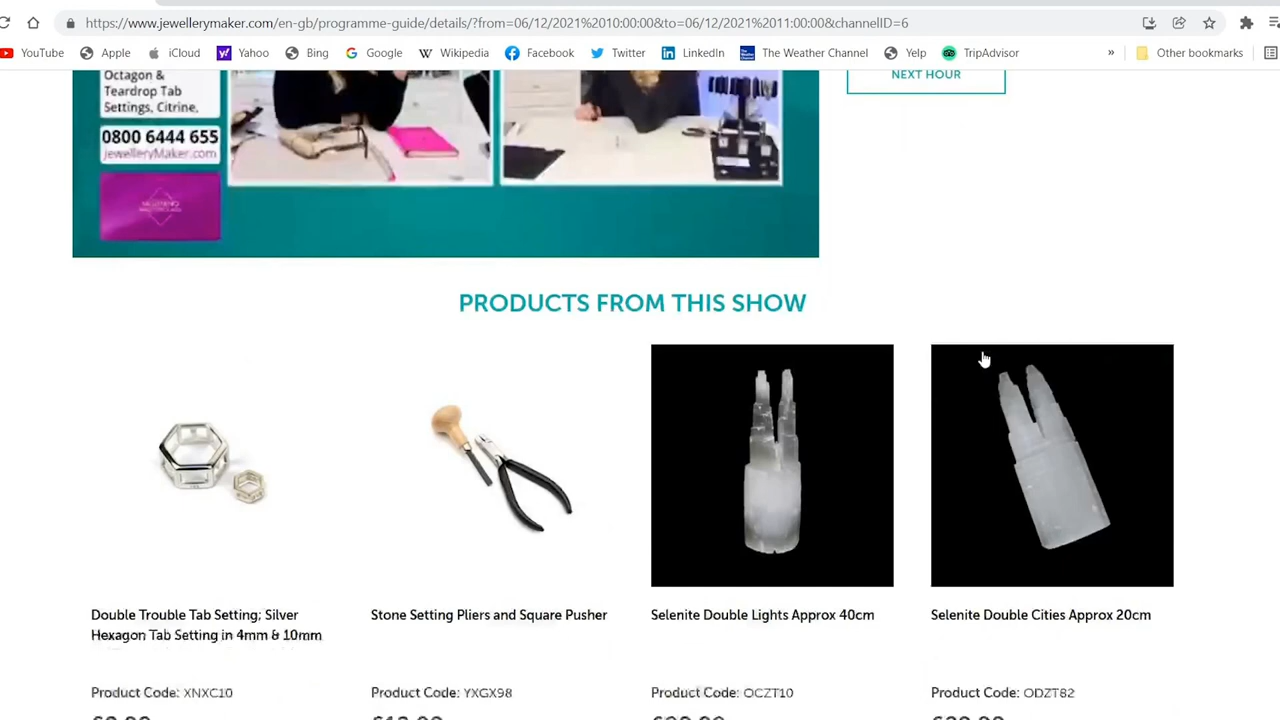 https://www.jewellerymaker.com/en-gb/programme-guide/details/?from=06/12/2021%2010:00:00&to=06/12/2021%2011:00:00&channelID=6
YouTube Apple iCloud Yahoo Bing Google Wikipedia Facebook Twitter LinkedIn The Weather Channel Yelp TripAdvisor » Other bookmarks
Octagon &
Teardrop Tab
Settings, Citrine,
0800 6444 655
jewelleryMaker.com
NEXT HOUR
PRODUCTS FROM THIS SHOW
Double Trouble Tab Setting; Silver
Hexagon Tab Setting in 4mm & 10mm
Product Code: XNXC10
Stone Setting Pliers and Square Pusher
Product Code: YXGX98
Selenite Double Lights Approx 40cm
Product Code: OCZT10
Selenite Double Cities Approx 20cm
Product Code: ODZT82